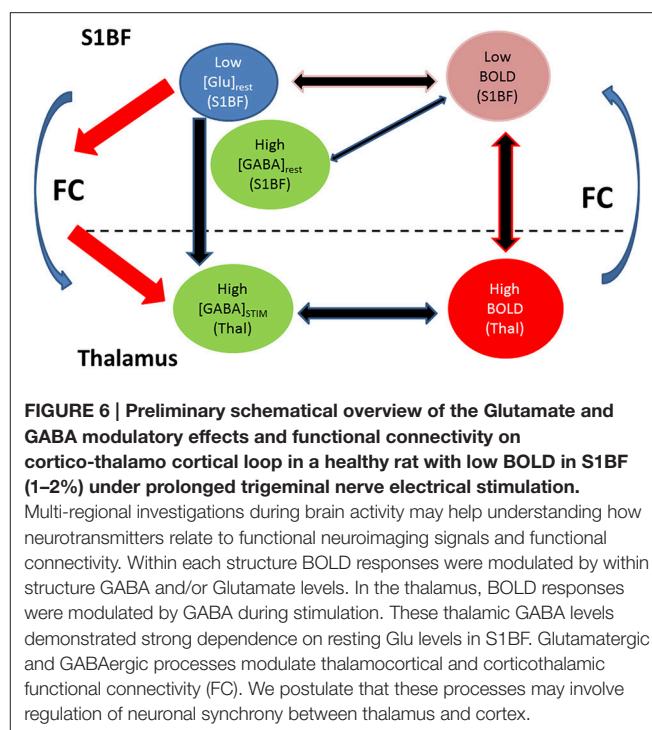 S1BF
Low
[Glu]rest
(S1BF)
Low
BOLD
(S1BF)
High
[GABA]rest
(S1BF)
FC
FC
High
[GABA]STIM
(Thal)
High
BOLD
(Thal)
Thalamus
FIGURE 6 | Preliminary schematical overview of the Glutamate and
GABA modulatory effects and functional connectivity on
cortico-thalamo cortical loop in a healthy rat with low BOLD in S1BF
(1–2%) under prolonged trigeminal nerve electrical stimulation.
Multi-regional investigations during brain activity may help understanding how
neurotransmitters relate to functional neuroimaging signals and functional
connectivity. Within each structure BOLD responses were modulated by within
structure GABA and/or Glutamate levels. In the thalamus, BOLD responses
were modulated by GABA during stimulation. These thalamic GABA levels
demonstrated strong dependence on resting Glu levels in S1BF. Glutamatergic
and GABAergic processes modulate thalamocortical and corticothalamic
functional connectivity (FC). We postulate that these processes may involve
regulation of neuronal synchrony between thalamus and cortex.